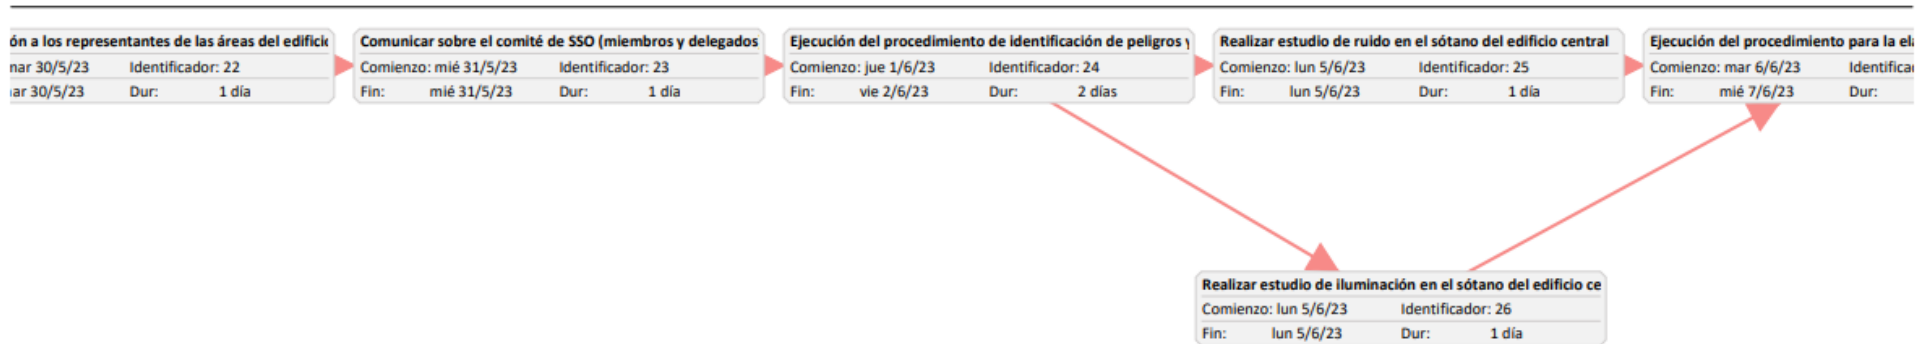 ón a los representantes de las áreas del edifici
mar 30/5/23 Identificador: 22
ar 30/5/23 Dur: 1 día
Comunicar sobre el comité de SSO (miembros y delegados
Comienzo: mié 31/5/23 Identificador: 23
Fin: mié 31/5/23 Dur: 1 día
Ejecución del procedimiento de identificación de peligros y
Comienzo: jue 1/6/23 Identificador: 24
Fin: vie 2/6/23 Dur: 2 días
Realizar estudio de ruido en el sótano del edificio central
Comienzo: lun 5/6/23 Identificador: 25
Fin: lun 5/6/23 Dur: 1 día
Ejecución del procedimiento para la ela
Comienzo: mar 6/6/23 Identifica
Fin: mié 7/6/23 Dur:
Realizar estudio de iluminación en el sótano del edificio ce
Comienzo: lun 5/6/23 Identificador: 26
Fin: lun 5/6/23 Dur: 1 día